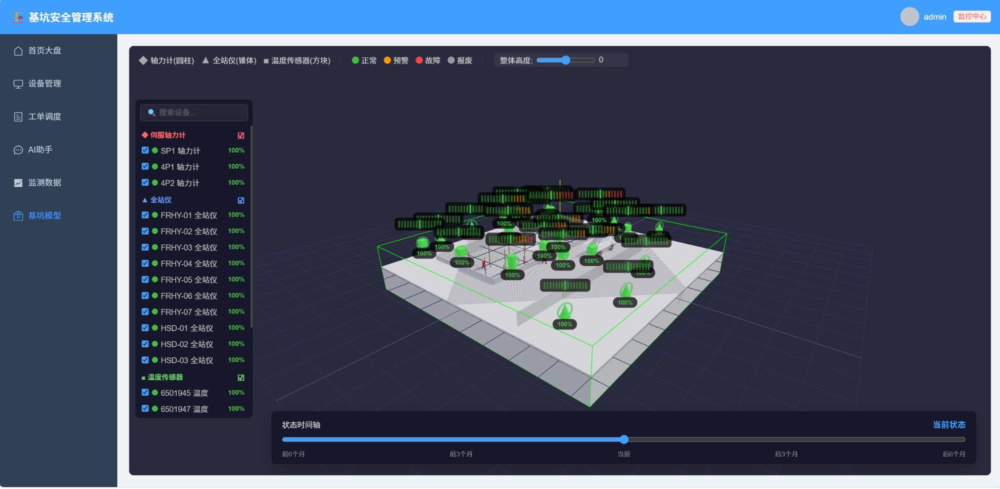 基坑安全管理系统
admin
监控中心
首页大盘
设备管理
工单调度
AI助手
监测数据
基坑模型
轴力计(圆柱) 全站仪(锥体) 温度传感器(方块)
正常 预警 故障 报废
整体高度: 0
搜索设备...
伺服轴力计
SP1 轴力计 100%
4P1 轴力计 100%
4P2 轴力计 100%
全站仪
FRHY-01 全站仪 100%
FRHY-02 全站仪 100%
FRHY-03 全站仪 100%
FRHY-04 全站仪 100%
FRHY-05 全站仪 100%
FRHY-06 全站仪 100%
FRHY-07 全站仪 100%
HSD-01 全站仪 100%
HSD-02 全站仪 100%
HSD-03 全站仪 100%
温度传感器
6501945 温度 100%
6501947 温度 100%
100%
100%
100%
100%
100%
100%
100%
100%
100%
100%
100%
100%
100%
状态时间轴
当前状态
前6个月
前3个月
当前
后3个月
后6个月